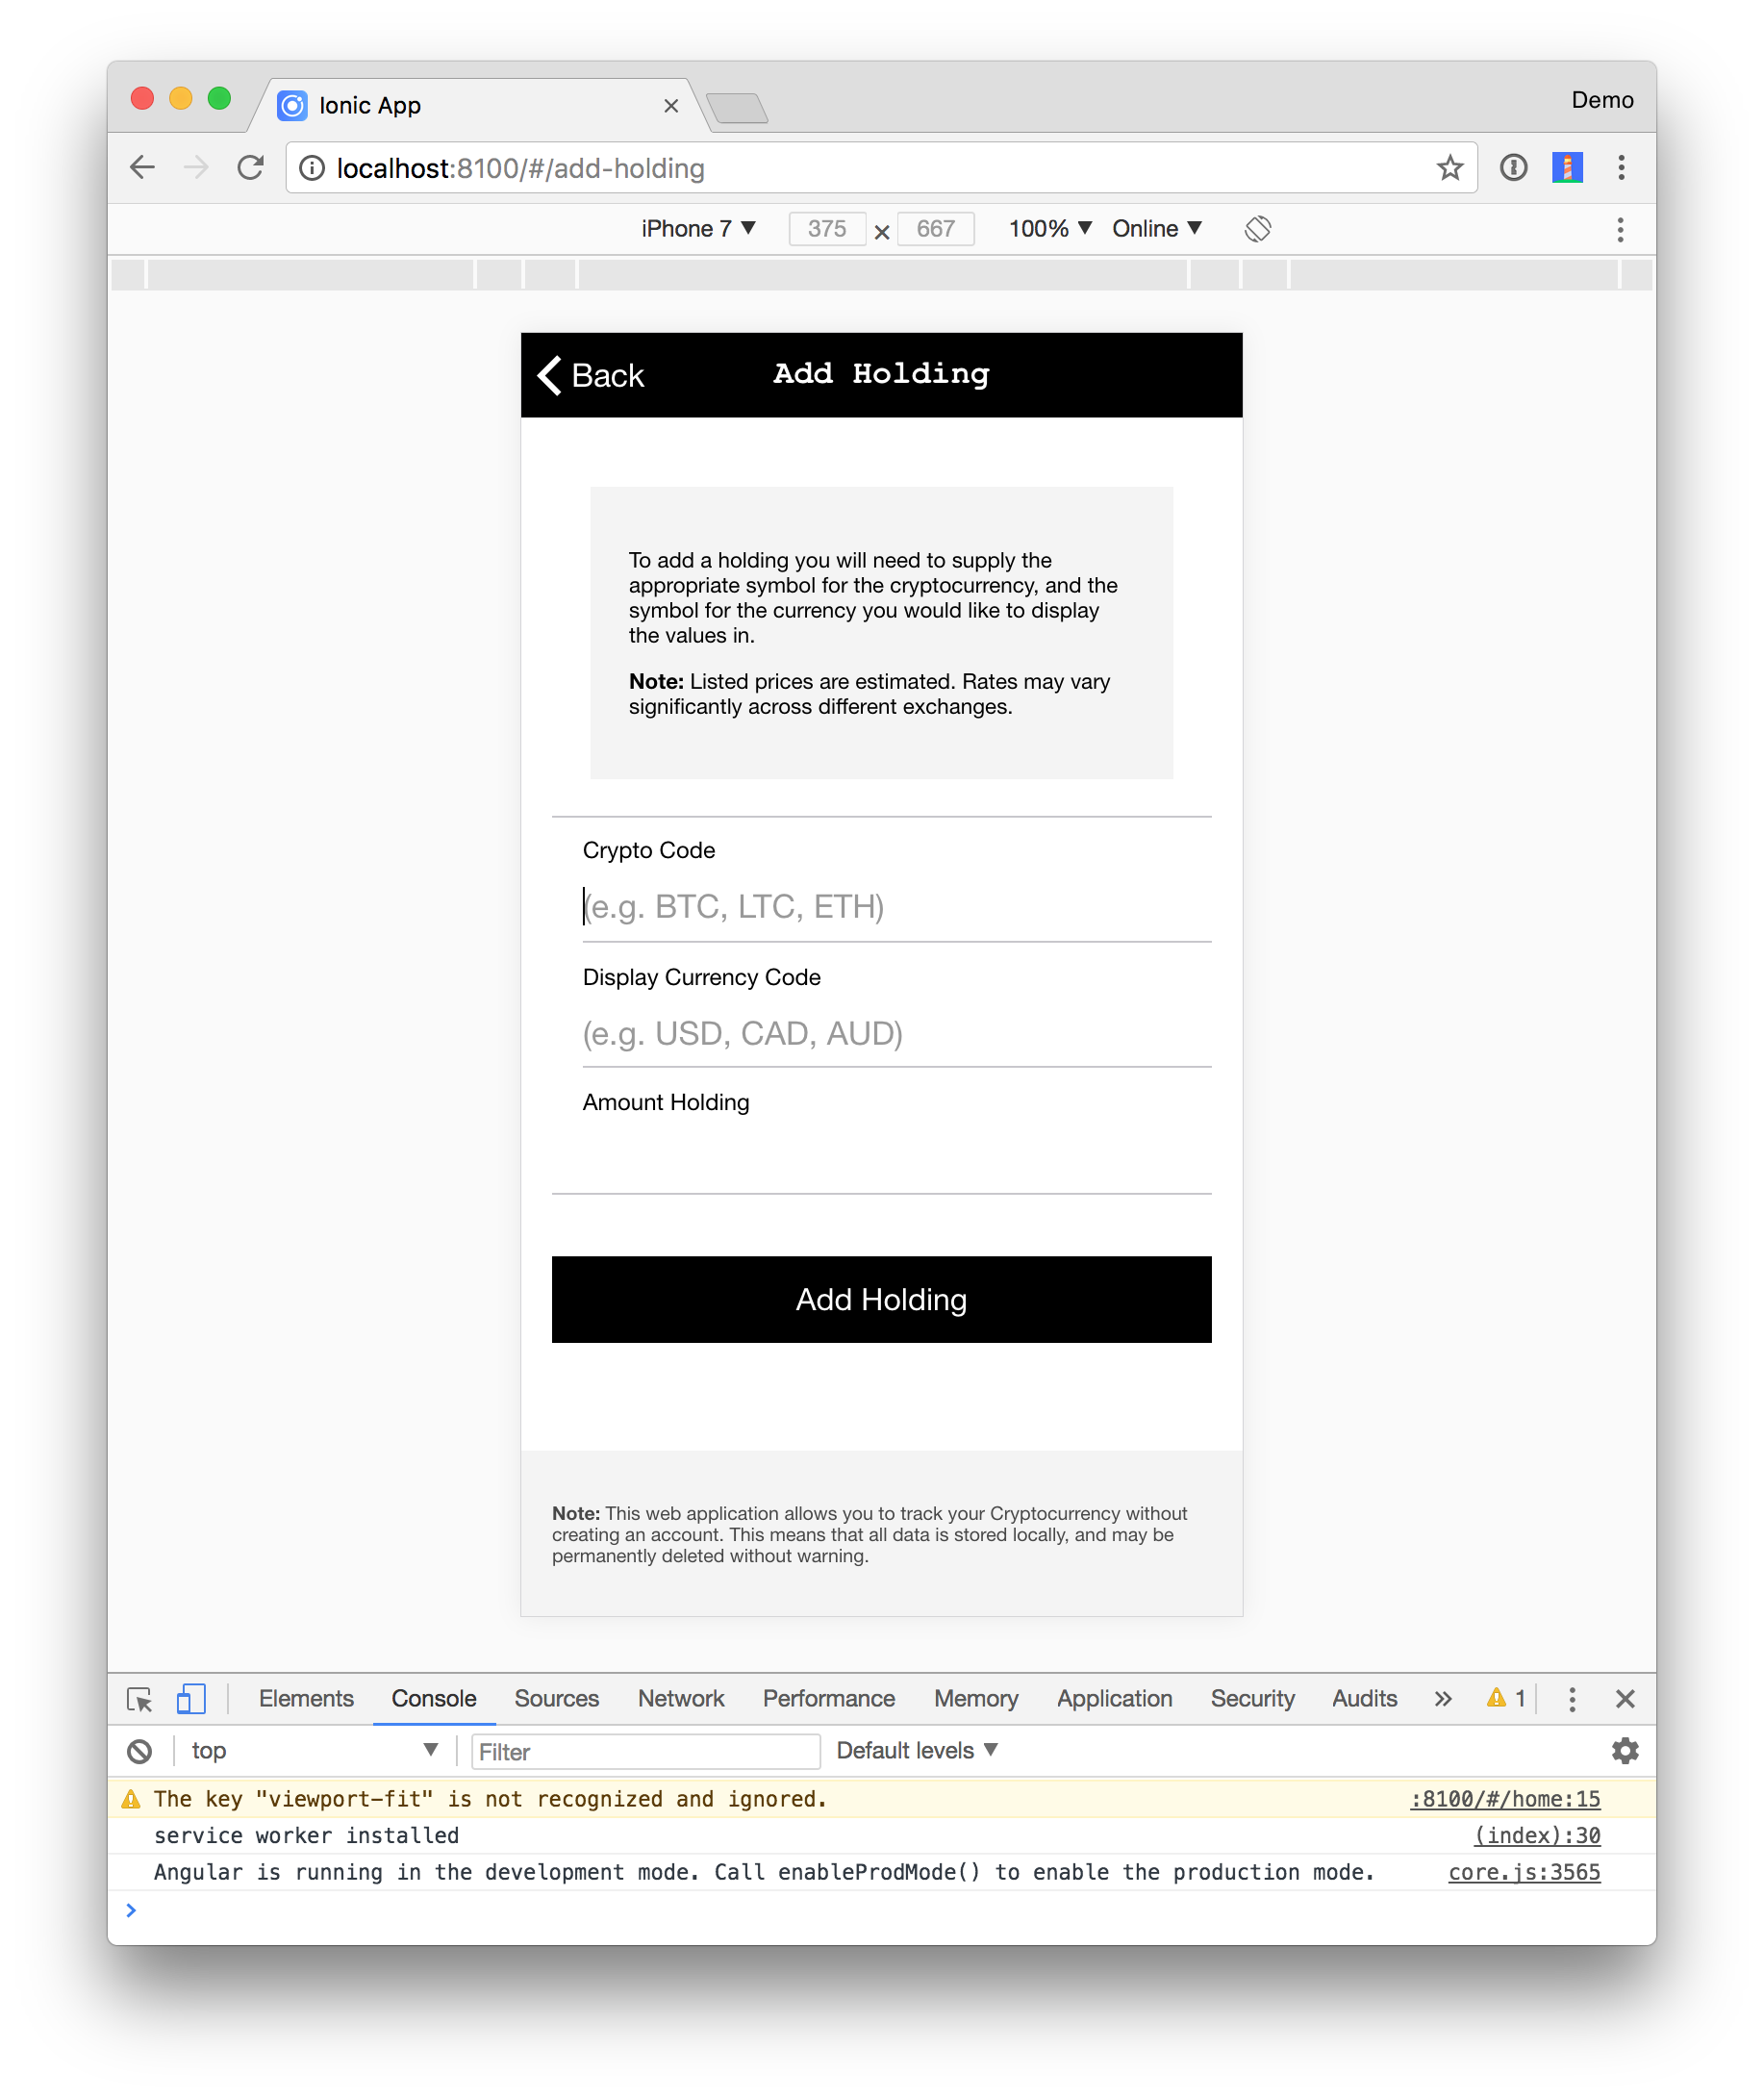 Ionic App
Demo
localhost:8100/#/add-holding
iPhone 7 ▼ 375 × 667 100% ▼ Online ▼
Back
Add Holding
To add a holding you will need to supply the
appropriate symbol for the cryptocurrency, and the
symbol for the currency you would like to display
the values in.
Note: Listed prices are estimated. Rates may vary
significantly across different exchanges.
Crypto Code
(e.g. BTC, LTC, ETH)
Display Currency Code
(e.g. USD, CAD, AUD)
Amount Holding
Add Holding
Note: This web application allows you to track your Cryptocurrency without
creating an account. This means that all data is stored locally, and may be
permanently deleted without warning.
Elements Console Sources Network Performance Memory Application Security Audits » 1
top ▼ Filter Default levels ▼
The key "viewport-fit" is not recognized and ignored. :8100/#/home:15
service worker installed (index):30
Angular is running in the development mode. Call enableProdMode() to enable the production mode. core.js:3565